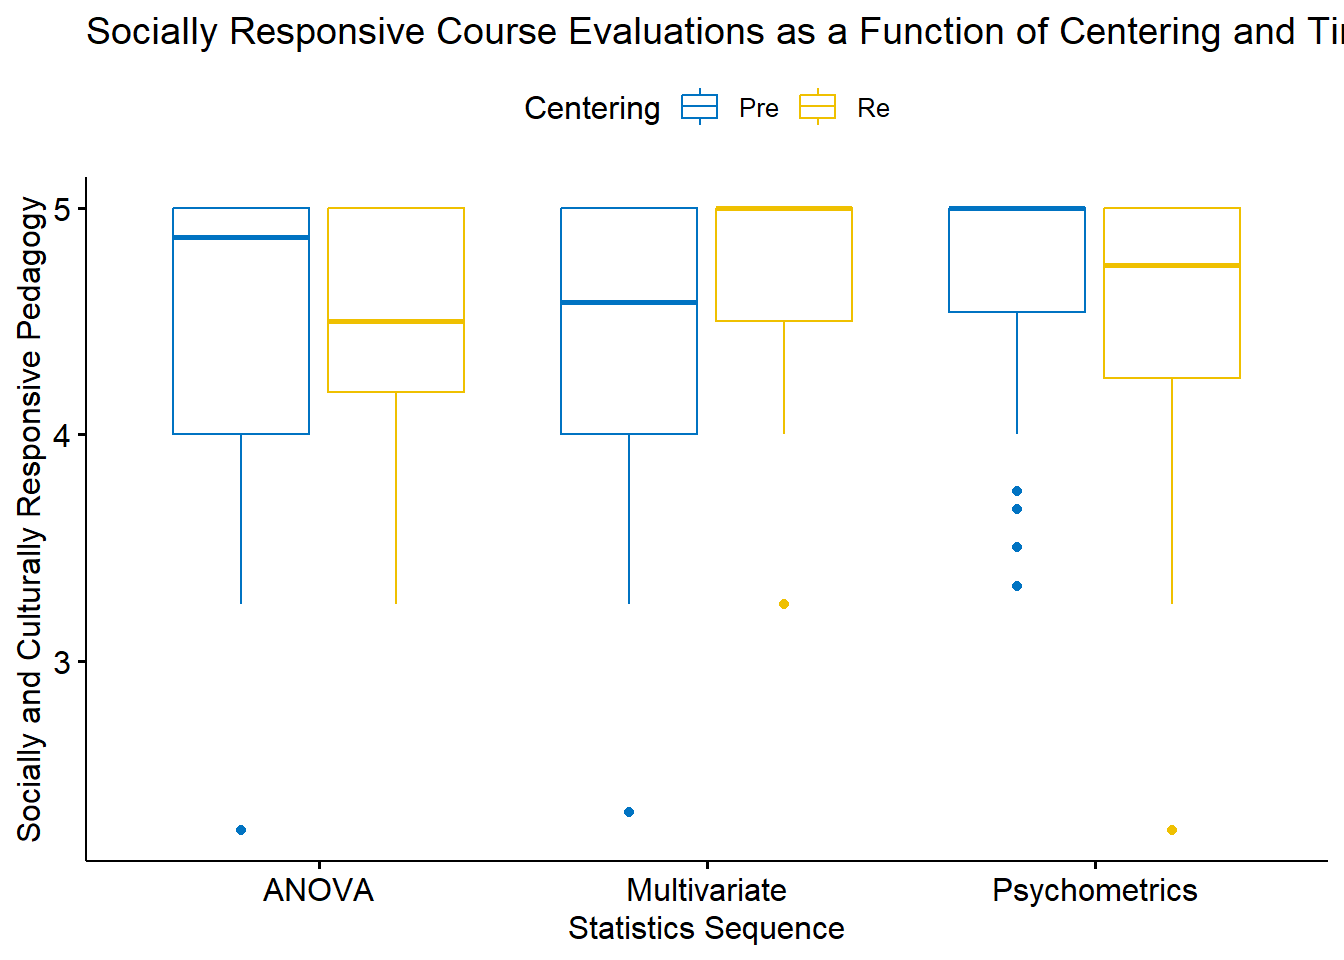 Socially Responsive Course Evaluations as a Function of Centering and
Centering Pre Re
Socially and Culturally Responsive Pedagogy
5
4
3
ANOVA Multivariate Psychometrics
Statistics Sequence